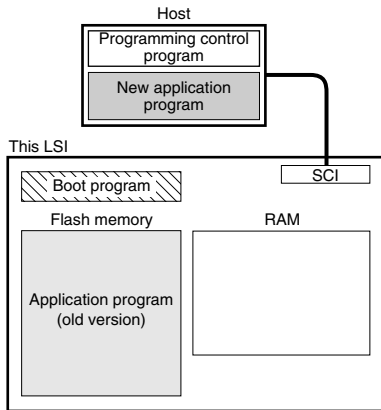 Host
Programming control
program
New application
program
This LSI
SCI
Boot program
Flash memory
RAM
Application program
(old version)